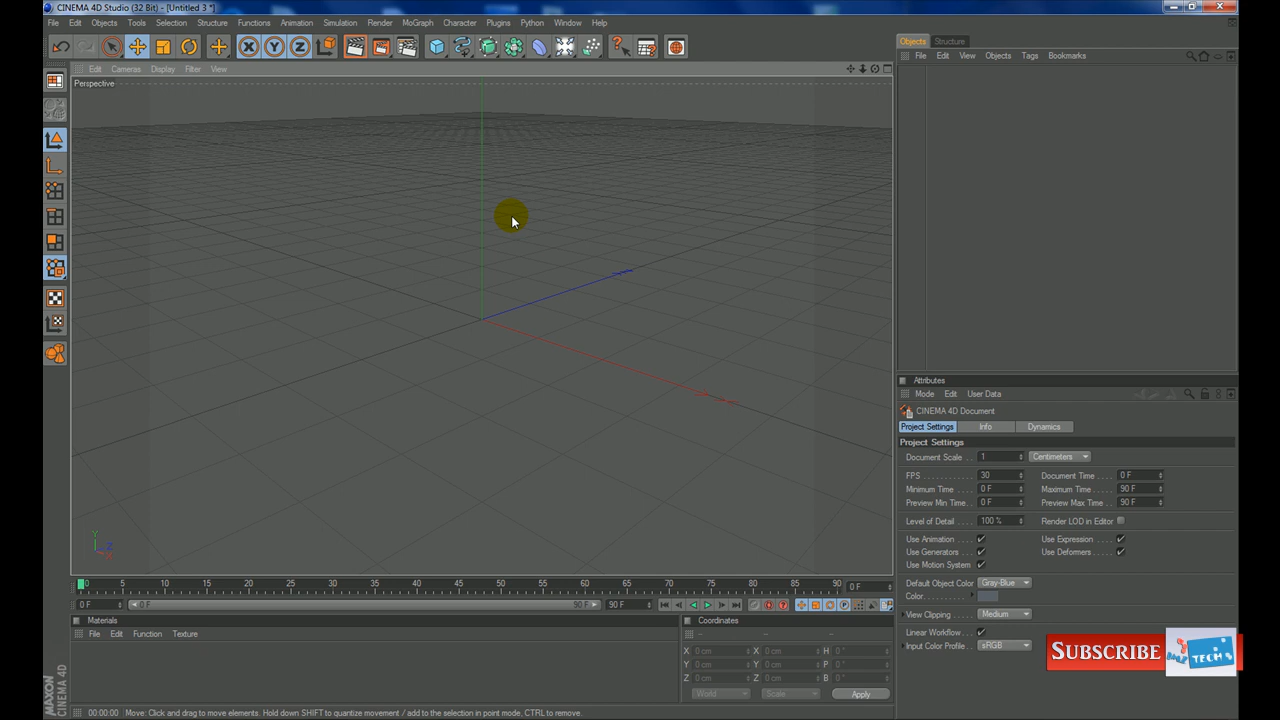 CINEMA 4D Studio (32 Bit) - [Untitled 3 *]
File Edit Objects Tools Selection Structure Functions Animation Simulation Render MoGraph Character Plugins Python Window Help
X Y Z
Edit Cameras Display Filter View
Perspective
Y
Z
X
0 5 10 15 20 25 30 35 40 45 50 55 60 65 70 75 80 85 90 0 F
0 F 0 F 90 F 90 F
Materials
File Edit Function Texture
Coordinates
X 0 cm X 0 cm H 0 °
Y 0 cm Y 0 cm P 0 °
Z 0 cm Z 0 cm B 0 °
World Scale Apply
MAXON CINEMA 4D
00:00:00 Move: Click and drag to move elements. Hold down SHIFT to quantize movement / add to the selection in point mode, CTRL to remove.
Objects Structure
File Edit View Objects Tags Bookmarks
Attributes
Mode Edit User Data
CINEMA 4D Document
Project Settings Info Dynamics
Project Settings
Document Scale . . 1 Centimeters
FPS 30 Document Time 0 F
Minimum Time 0 F Maximum Time 90 F
Preview Min Time 0 F Preview Max Time 90 F
Level of Detail 100 % Render LOD in Editor
Use Animation Use Expression
Use Generators Use Deformers
Use Motion System
Default Object Color Gray-Blue
Color
View Clipping Medium
Linear Workflow
Input Color Profile sRGB
SUBSCRIBE
TECH